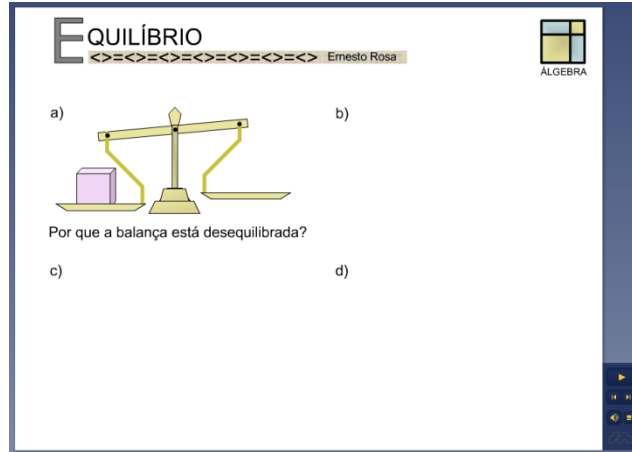 EQUILÍBRIO
<>=<>=<>=<>=<>=<>=<> Ernesto Rosa
ÁLGEBRA
a)
b)
Por que a balança está desequilibrada?
c)
d)